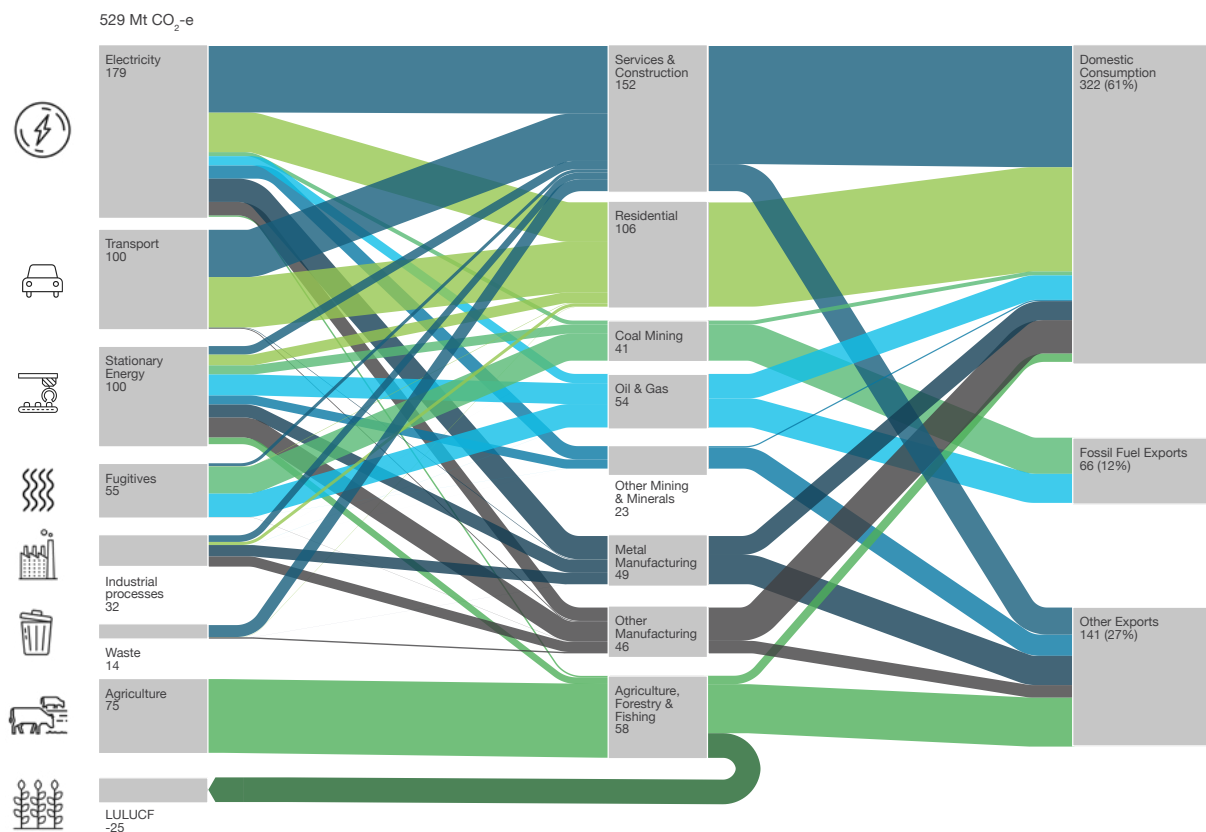 529 Mt CO₂-e
Electricity
179
Transport
100
Stationary
Energy
100
Fugitives
55
Industrial
processes
32
Waste
14
Agriculture
75
LULUCF
-25
Services &
Construction
152
Residential
106
Coal Mining
41
Oil & Gas
54
Other Mining
& Minerals
23
Metal
Manufacturing
49
Other
Manufacturing
46
Agriculture,
Forestry &
Fishing
58
Domestic
Consumption
322 (61%)
Fossil Fuel Exports
66 (12%)
Other Exports
141 (27%)